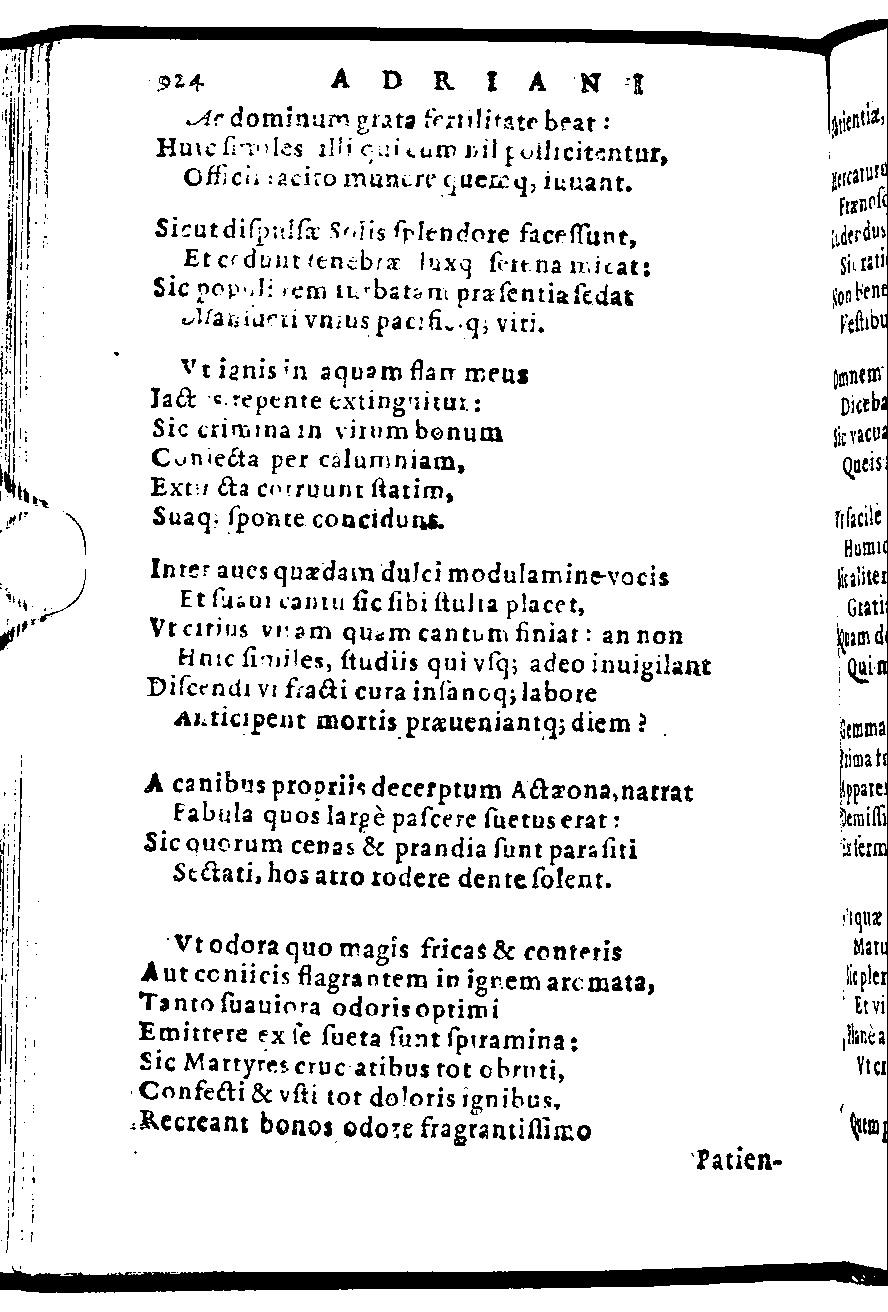 924 ADRIANI
Ac dominum grata fertilitate beat:
Huic similes illi qui cum nil pollicitentur,
Officii tacito munere quemq; iuuant.
Sicut dispulsæ Solis splendore facessunt,
Et cedunt tenebræ luxq; serena micat:
Sic populi rem turbatam præsentia sedat
Mansueti vnius pacificiq; viri.
Vt ignis in aquam flammeus
Iactus repente extinguitur:
Sic crimina in virum bonum
Coniecta per calumniam,
Extructa corruunt statim,
Suaq; sponte concidunt.
Inter aues quædam dulci modulamine vocis
Et suaui cantu sic sibi stulta placet,
Vt citius vitam quam cantum finiat: an non
Huic similes, studiis qui vsq; adeo inuigilant
Discendi vt fracti cura insanoq; labore
Anticipent mortis præueniantq; diem?
A canibus propriis decerptum Actæona, narrat
Fabula quos largè pascere suetus erat:
Sic quorum cenas & prandia sunt parasiti
Sectati, hos atro rodere dente solent.
Vt odora quo magis fricas & conteris
Aut coniicis flagrantem in ignem aromata,
Tanto suauiora odoris optimi
Emittere ex se sueta sunt spiramina:
Sic Martyres cruciatibus tot obruti,
Confecti & vsti tot doloris ignibus,
Recreant bonos odore fragrantissimo
Patien-